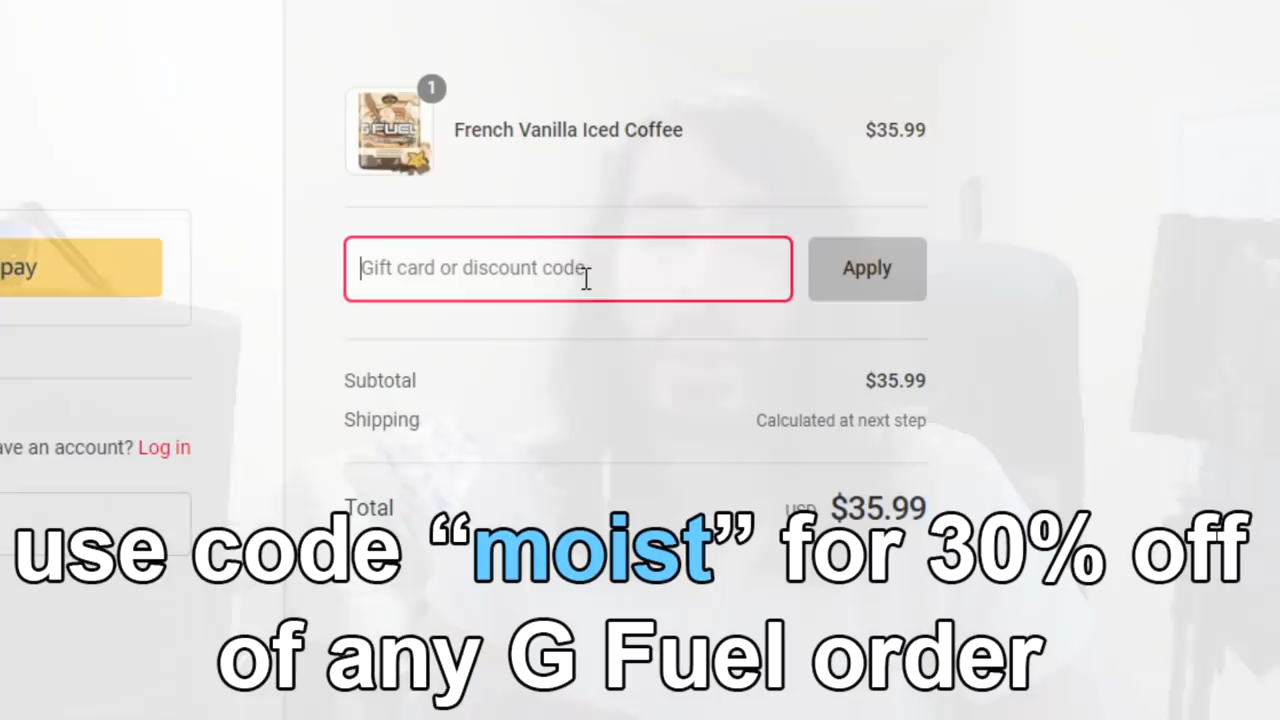 1
G FUEL
French Vanilla Iced Coffee $35.99
pay
Gift card or discount code
Apply
Subtotal $35.99
Shipping Calculated at next step
ave an account? Log in
Total USD $35.99
use code “moist” for 30% off
of any G Fuel order